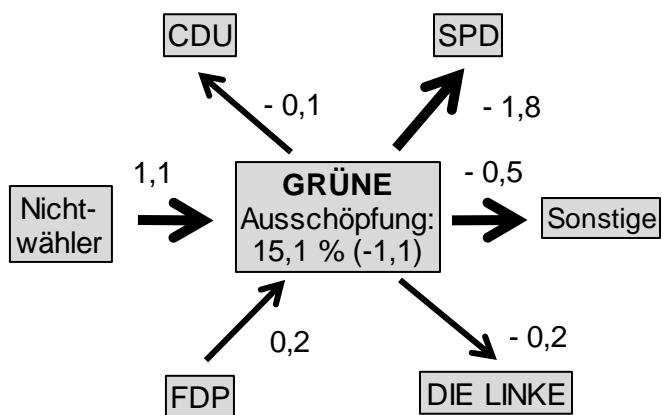 CDU
SPD
- 0,1
- 1,8
1,1
Nicht-
wähler
GRÜNE
Ausschöpfung:
15,1 % (-1,1)
- 0,5
Sonstige
0,2
- 0,2
FDP
DIE LINKE